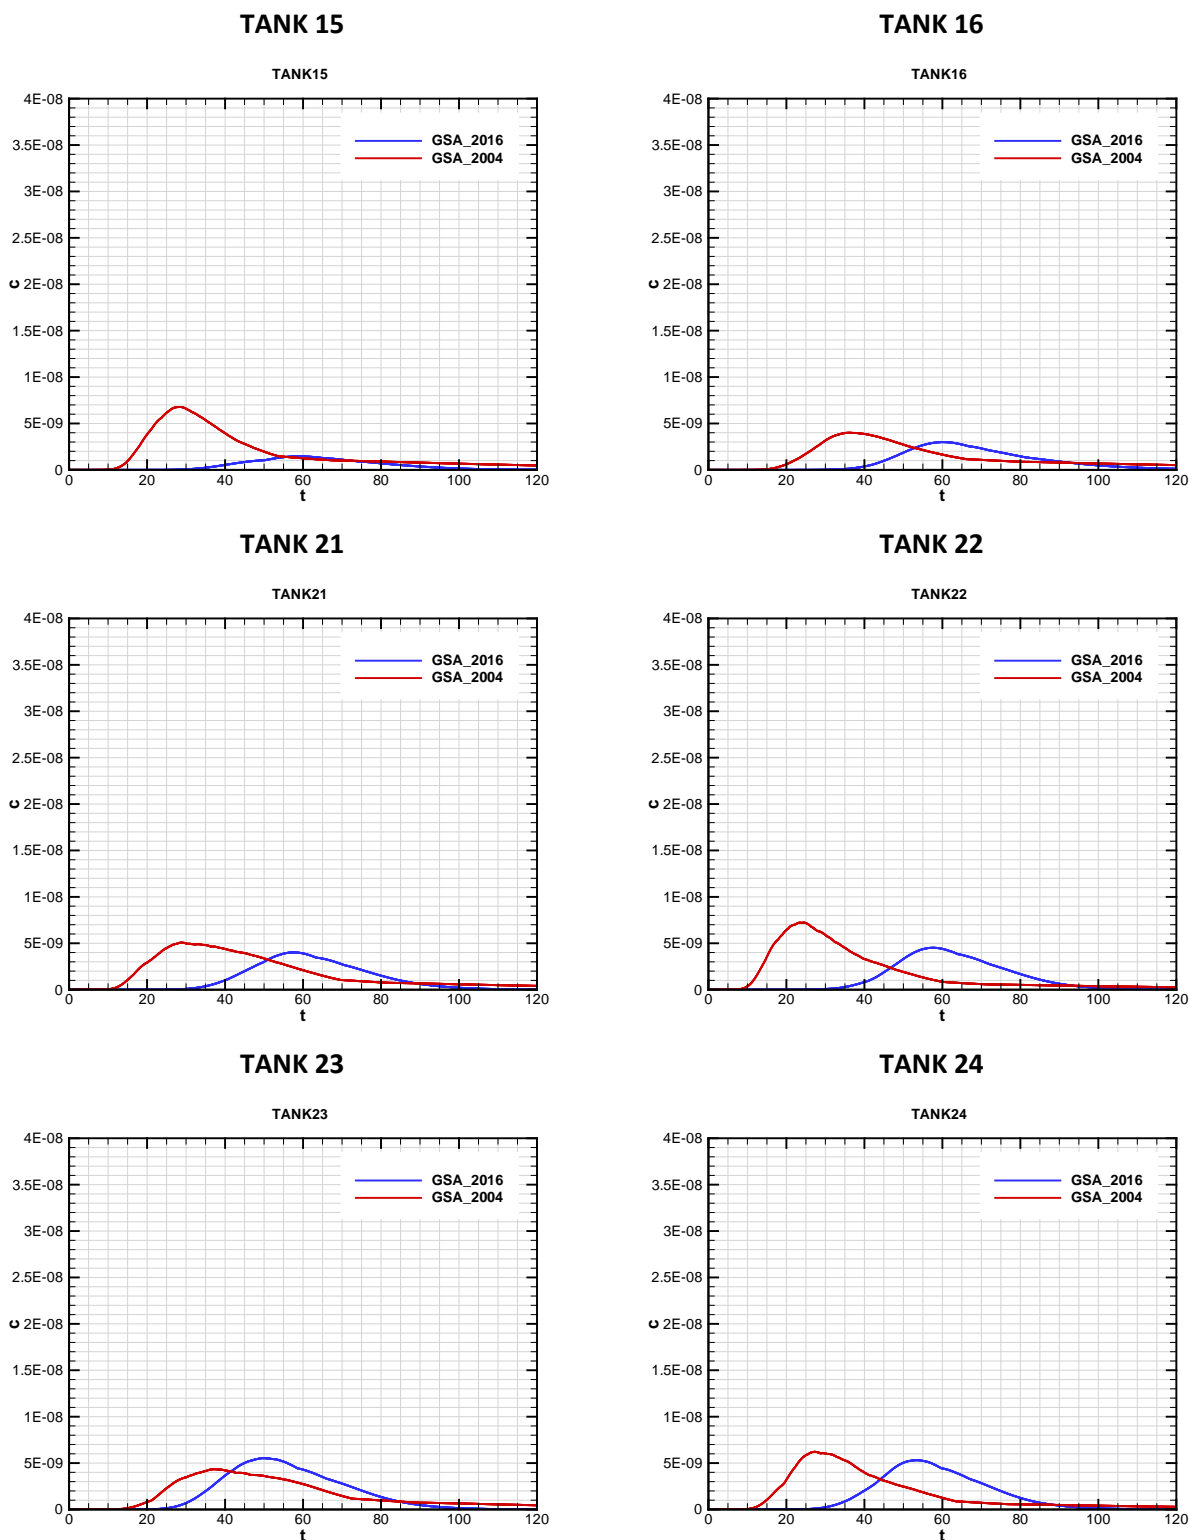 TANK 15
TANK 16
TANK15
4E-08
3.5E-08
3E-08
2.5E-08
c 2E-08
1.5E-08
1E-08
5E-09
0
0 20 40 60 80 100 120
t
GSA_2016
GSA_2004
TANK16
4E-08
3.5E-08
3E-08
2.5E-08
c 2E-08
1.5E-08
1E-08
5E-09
0
0 20 40 60 80 100 120
t
GSA_2016
GSA_2004
TANK 21
TANK 22
TANK21
4E-08
3.5E-08
3E-08
2.5E-08
c 2E-08
1.5E-08
1E-08
5E-09
0
0 20 40 60 80 100 120
t
GSA_2016
GSA_2004
TANK22
4E-08
3.5E-08
3E-08
2.5E-08
c 2E-08
1.5E-08
1E-08
5E-09
0
0 20 40 60 80 100 120
t
GSA_2016
GSA_2004
TANK 23
TANK 24
TANK23
4E-08
3.5E-08
3E-08
2.5E-08
c 2E-08
1.5E-08
1E-08
5E-09
0
0 20 40 60 80 100 120
t
GSA_2016
GSA_2004
TANK24
4E-08
3.5E-08
3E-08
2.5E-08
c 2E-08
1.5E-08
1E-08
5E-09
0
0 20 40 60 80 100 120
t
GSA_2016
GSA_2004